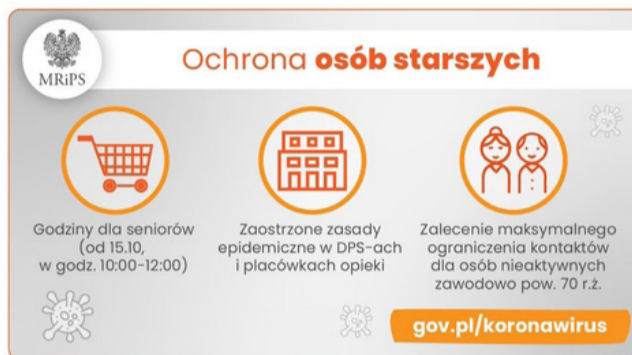 MRiPS
Ochrona osób starszych
Godziny dla seniorów
(od 15.10,
w godz. 10:00-12:00)
Zaostrzone zasady
epidemiczne w DPS-ach
i placówkach opieki
Zalecenie maksymalnego
ograniczenia kontaktów
dla osób nieaktywnych
zawodowo pow. 70 r.ż.
gov.pl/koronawirus